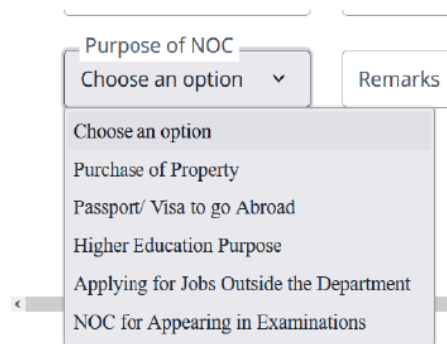 Purpose of NOC
Choose an option
Remarks
Choose an option
Purchase of Property
Passport/ Visa to go Abroad
Higher Education Purpose
Applying for Jobs Outside the Department
NOC for Appearing in Examinations